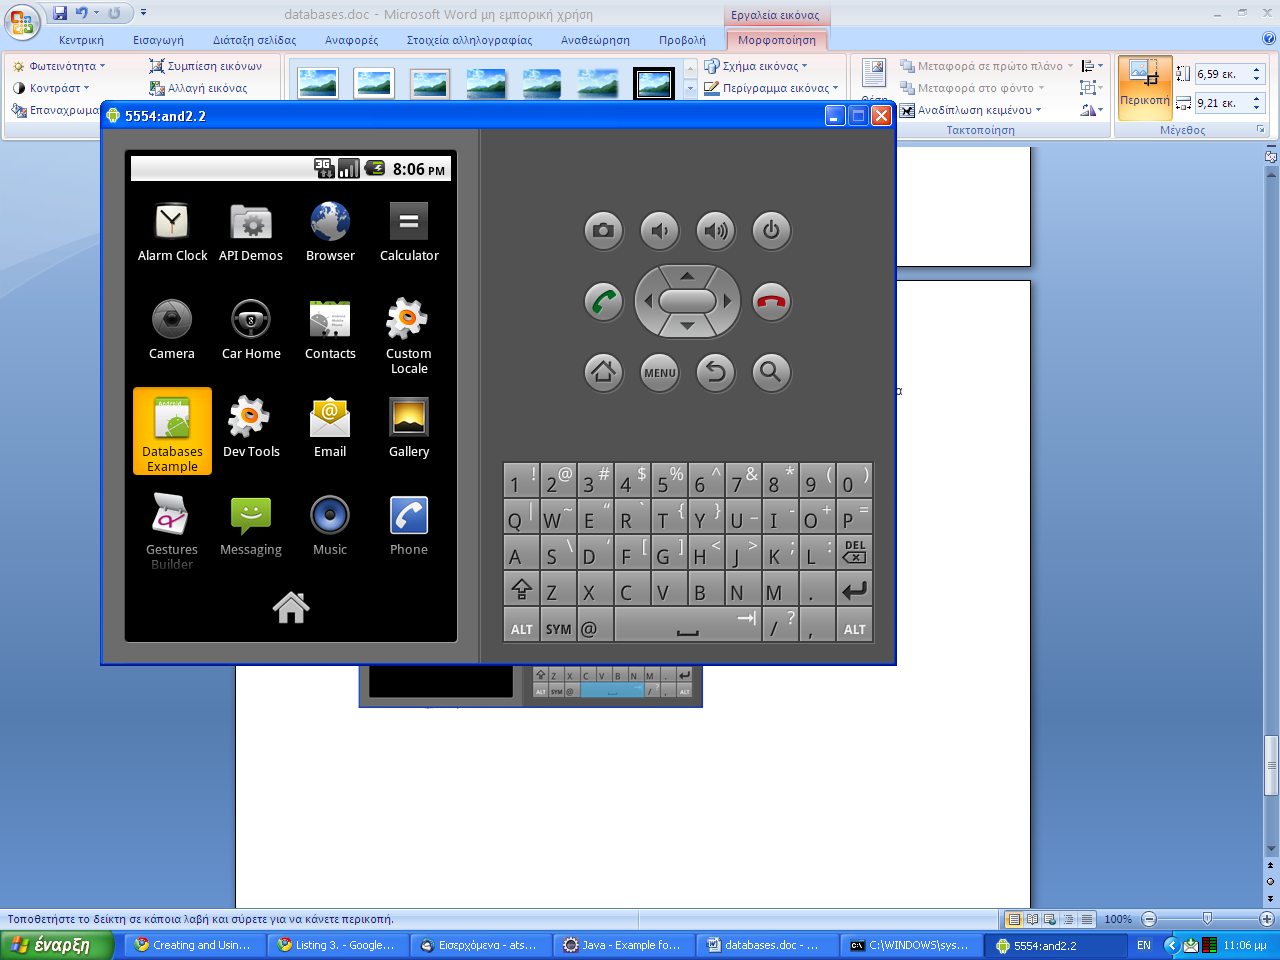 databases.doc - Microsoft Word μη εμπορική χρήση
Εργαλεία εικόνας
Κεντρική Εισαγωγή Διάταξη σελίδας Αναφορές Στοιχεία αλληλογραφίας Αναθεώρηση Προβολή Μορφοποίηση
Φωτεινότητα
Κοντράστ
Επαναχρωμα
Συμπίεση εικόνων
Αλλαγή εικόνας
Σχήμα εικόνας
Περίγραμμα εικόνας
Μεταφορά σε πρώτο πλάνο
Μεταφορά στο φόντο
Αναδίπλωση κειμένου
Τακτοποίηση
Περικοπή
6,59 εκ.
9,21 εκ.
Μέγεθος
5554:and2.2
3G 8:06 PM
Alarm Clock API Demos Browser Calculator
Camera Car Home Contacts Custom Locale
Databases Example Dev Tools Email Gallery
Gestures Builder Messaging Music Phone
MENU
1 ! 2 @ 3 # 4 $ 5 % 6 ^ 7 & 8 * 9 ( 0 )
Q | W ~ E “ R ` T { Y } U _ I - O + P =
A S \ D ‘ F [ G ] H < J > K ; L : DEL
Z X C V B N M .
ALT SYM @ / ? , ALT
α
Z X C V B N M .
ALT SYM @ / ? , ALT
Τοποθετήστε το δείκτη σε κάποια λαβή και σύρετε για να κάνετε περικοπή.
100%
έναρξη
Creating and Usin...
Listing 3. - Google...
Εισερχόμενα - ats...
Java - Example fo...
databases.doc - ...
C:\WINDOWS\sys...
5554:and2.2
EN
11:06 μμ